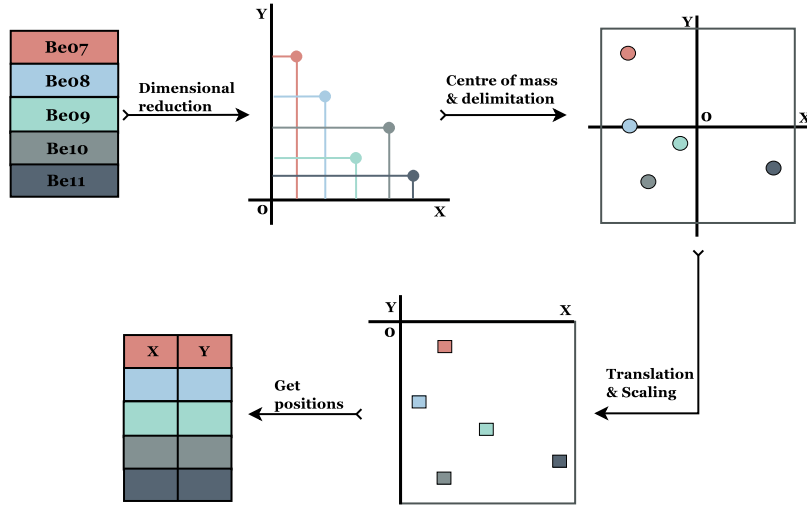 Be07
Be08
Be09
Be10
Be11
Dimensional
reduction
Y
O
X
Centre of mass
& delimitation
Y
O
X
Translation
& Scaling
Y
O
X
Get
positions
X Y